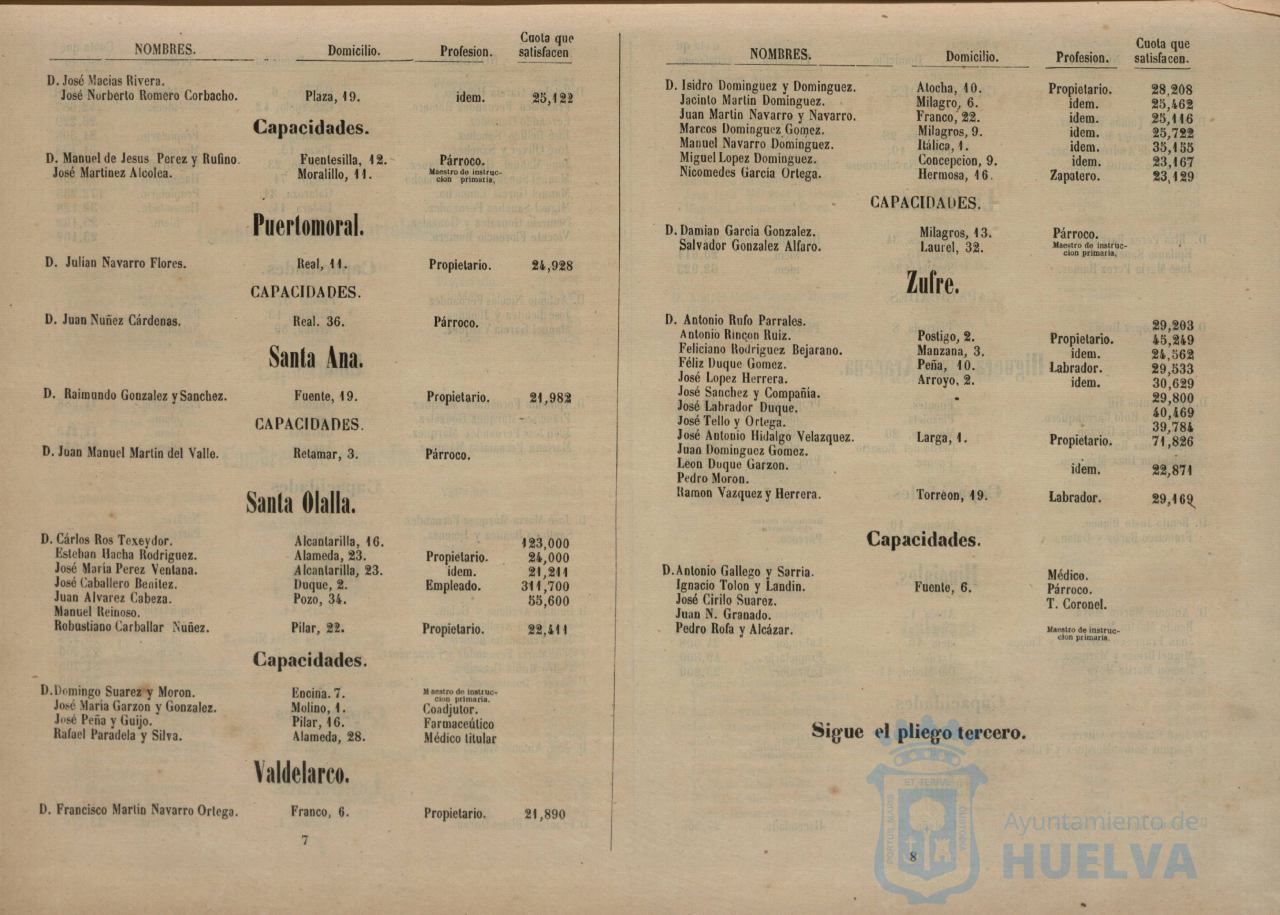 NOMBRES. Domicilio. Profesion. Cuota que satisfacen
D. José Macias Rivera.
José Norberto Romero Corbacho. Plaza, 19. idem. 25,122
Capacidades.
D. Manuel de Jesus Perez y Rufino. Fuentesilla, 12. Párroco.
José Martinez Alcolea. Moralillo, 11. Maestro de instruc-
cion primaria.
Puertomoral.
D. Julian Navarro Flores. Real, 11. Propietario. 24,928
CAPACIDADES.
D. Juan Nuñez Cárdenas. Real. 36. Párroco.
Santa Ana.
D. Raimundo Gonzalez y Sanchez. Fuente, 19. Propietario. 21,982
CAPACIDADES.
D. Juan Manuel Martin del Valle. Retamar, 3. Párroco.
Santa Olalla.
D. Cárlos Ros Texeydor. Alcantarilla, 16. 123,000
Esteban Hacha Rodriguez. Alameda, 23. Propietario. 24,000
José Maria Perez Ventana. Alcantarilla, 23. idem. 21,211
José Caballero Benitez. Duque, 2. Empleado. 311,700
Juan Alvarez Cabeza. Pozo, 34. 55,600
Manuel Reinoso.
Robustiano Carballar Nuñez. Pilar, 22. Propietario. 22,411
Capacidades.
D. Domingo Suarez y Moron. Encina. 7. Maestro de instruc-
cion primaria.
José Maria Garzon y Gonzalez. Molino, 1. Coadjutor.
José Peña y Guijo. Pilar, 16. Farmaceútico
Rafael Paradela y Silva. Alameda, 28. Médico titular
Valdelarco.
D. Francisco Martin Navarro Ortega. Franco, 6. Propietario. 21,890
7
NOMBRES. Domicilio. Profesion. Cuota que satisfacen.
D. Isidro Dominguez y Dominguez. Atocha, 10. Propietario. 28,208
Jacinto Martin Dominguez. Milagro, 6. idem. 25,462
Juan Martin Navarro y Navarro. Franco, 22. idem. 25,116
Marcos Dominguez Gomez. Milagros, 9. idem. 25,722
Manuel Navarro Dominguez. Itálica, 1. idem. 35,155
Miguel Lopez Dominguez. Concepcion, 9. idem. 23,167
Nicomedes Garcia Ortega. Hermosa, 16. Zapatero. 23,129
CAPACIDADES.
D. Damian Garcia Gonzalez. Milagros, 13. Párroco.
Salvador Gonzalez Alfaro. Laurel, 32. Maestro de instruc-
cion primaria.
Zufre.
D. Antonio Rufo Parrales. 29,203
Antonio Rincon Ruiz. Postigo, 2. Propietario. 45,249
Feliciano Rodriguez Bejarano. Manzana, 3. idem. 24,562
Féliz Duque Gomez. Peña, 10. Labrador. 29,533
José Lopez Herrera. Arroyo, 2. idem. 30,629
José Sanchez y Compañia. 29,800
José Labrador Duque. 40,469
José Tello y Ortega. 39,784
José Antonio Hidalgo Velazquez. Larga, 1. Propietario. 71,826
Juan Dominguez Gomez.
Leon Duque Garzon. idem. 22,871
Pedro Moron.
Ramon Vazquez y Herrera. Torreon, 19. Labrador. 29,169
Capacidades.
D. Antonio Gallego y Sarria. Médico.
Ignacio Tolon y Landin. Fuente, 6. Párroco.
José Cirilo Suarez. T. Coronel.
Juan N. Granado.
Pedro Rofa y Alcázar. Maestro de instruc-
cion primaria.
Sigue el pliego tercero.
8
Ayuntamiento de
HUELVA